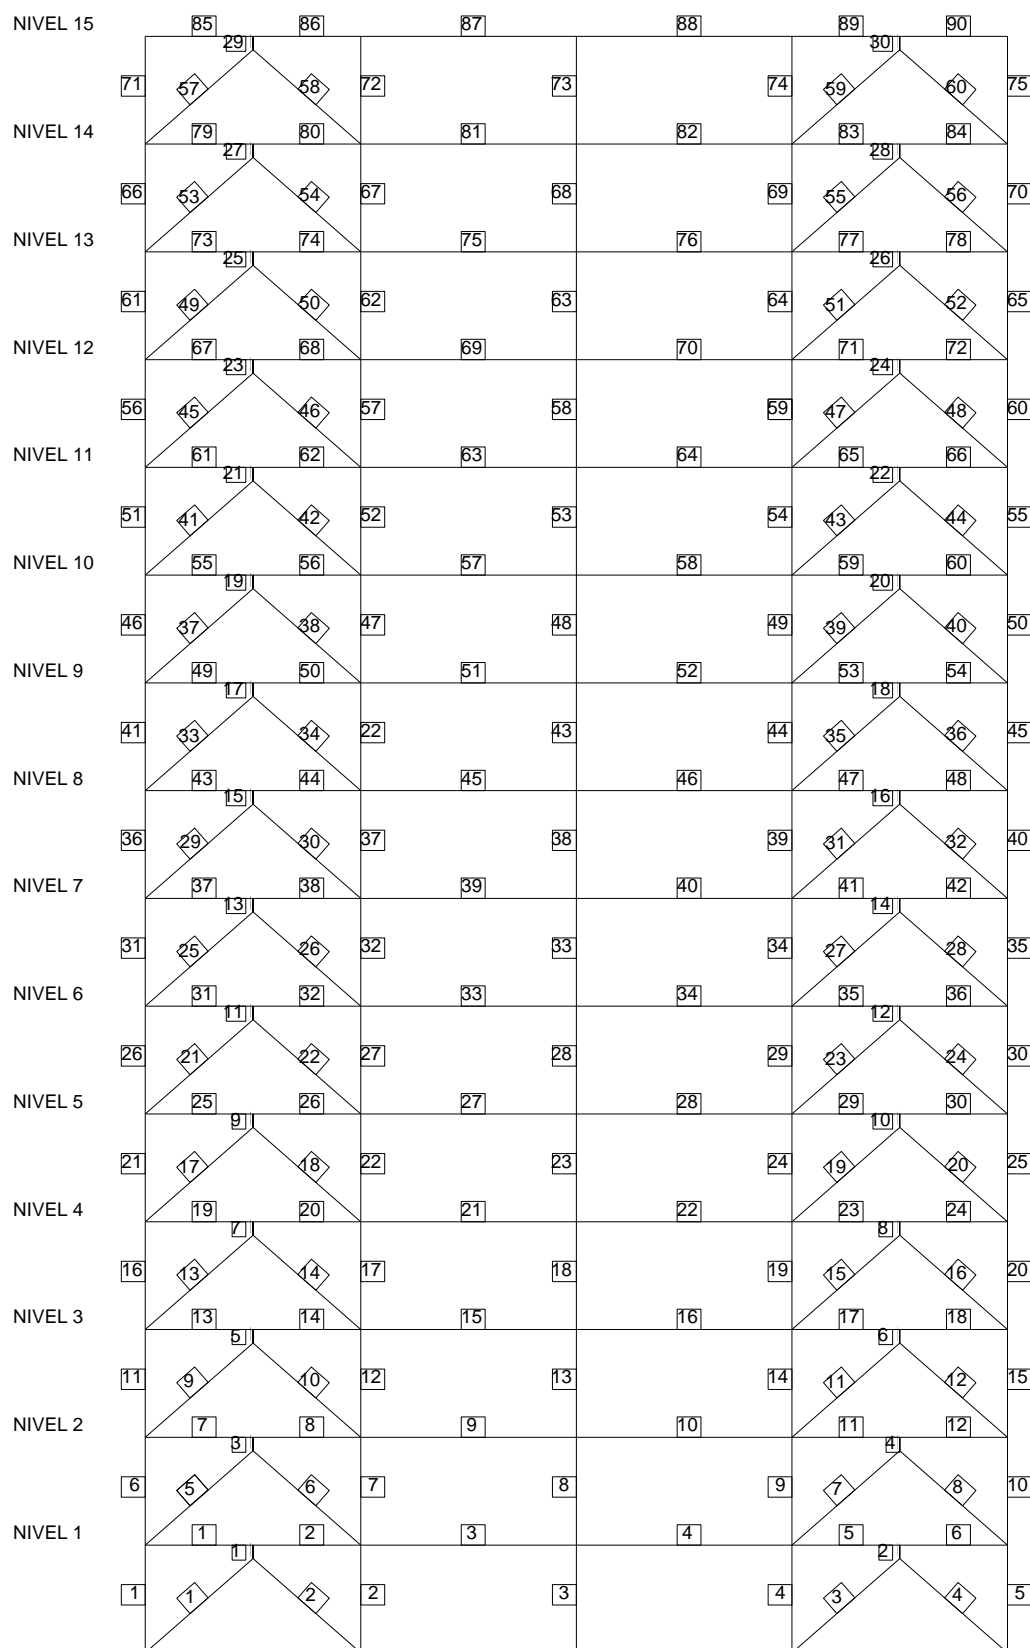 NIVEL 15 85 86 87 88 89 90
29 30
71 57 58 72 73 74 59 60 75
NIVEL 14 79 80 81 82 83 84
27 28
66 53 54 67 68 69 55 56 70
NIVEL 13 73 74 75 76 77 78
25 26
61 49 50 62 63 64 51 52 65
NIVEL 12 67 68 69 70 71 72
23 24
56 45 46 57 58 59 47 48 60
NIVEL 11 61 62 63 64 65 66
21 22
51 41 42 52 53 54 43 44 55
NIVEL 10 55 56 57 58 59 60
19 20
46 37 38 47 48 49 39 40 50
NIVEL 9 49 50 51 52 53 54
17 18
41 33 34 22 43 44 35 36 45
NIVEL 8 43 44 45 46 47 48
15 16
36 29 30 37 38 39 31 32 40
NIVEL 7 37 38 39 40 41 42
13 14
31 25 26 32 33 34 27 28 35
NIVEL 6 31 32 33 34 35 36
11 12
26 21 22 27 28 29 23 24 30
NIVEL 5 25 26 27 28 29 30
9 10
21 17 18 22 23 24 19 20 25
NIVEL 4 19 20 21 22 23 24
7 8
16 13 14 17 18 19 15 16 20
NIVEL 3 13 14 15 16 17 18
5 6
11 9 10 12 13 14 11 12 15
NIVEL 2 7 8 9 10 11 12
3 4
6 5 6 7 8 9 7 8 10
NIVEL 1 1 2 3 4 5 6
1 2
1 1 2 2 3 4 3 4 5